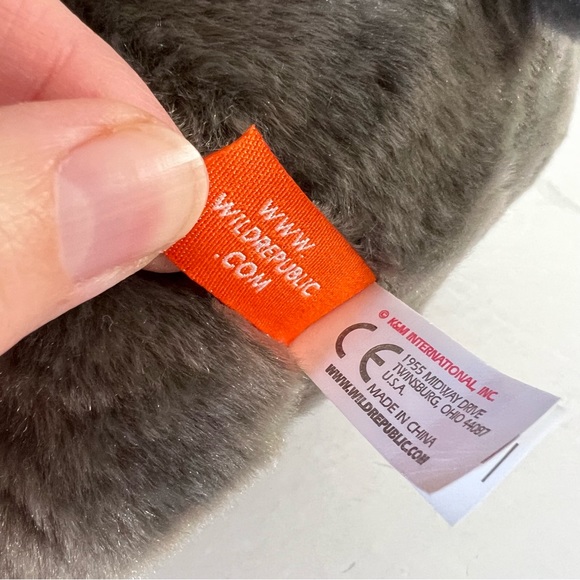 WWW.
WILDREPUBLIC
.COM
© K&M INTERNATIONAL, INC.
1955 MIDWAY DRIVE
TWINSBURG, OHIO 44087
U.S.A.
CE
MADE IN CHINA
WWW.WILDREPUBLIC.COM